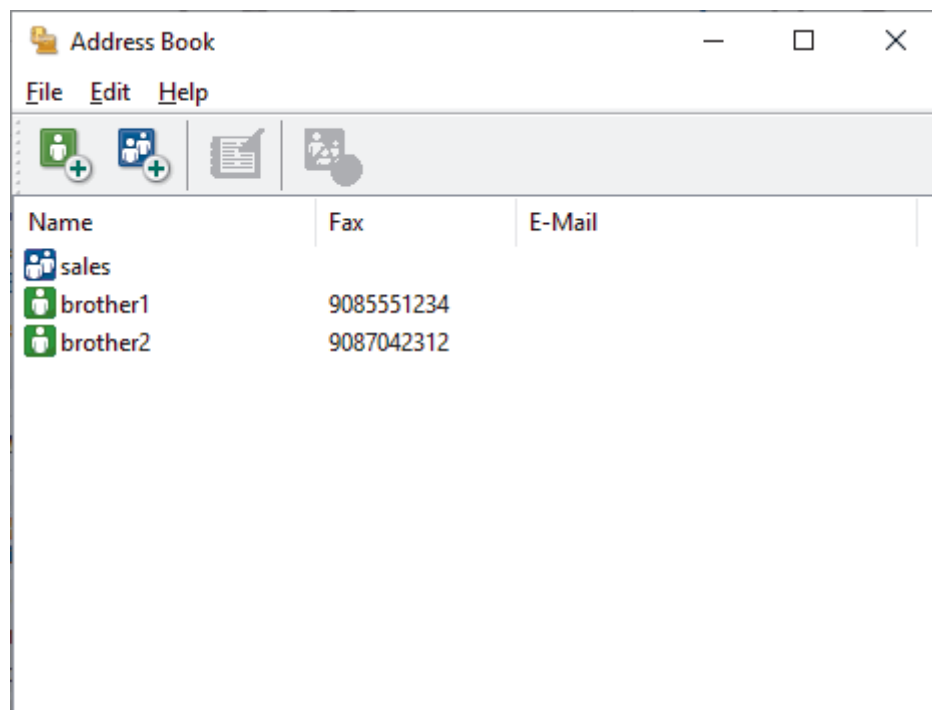 Address Book
File Edit Help
Name Fax E-Mail
sales
brother1 9085551234
brother2 9087042312